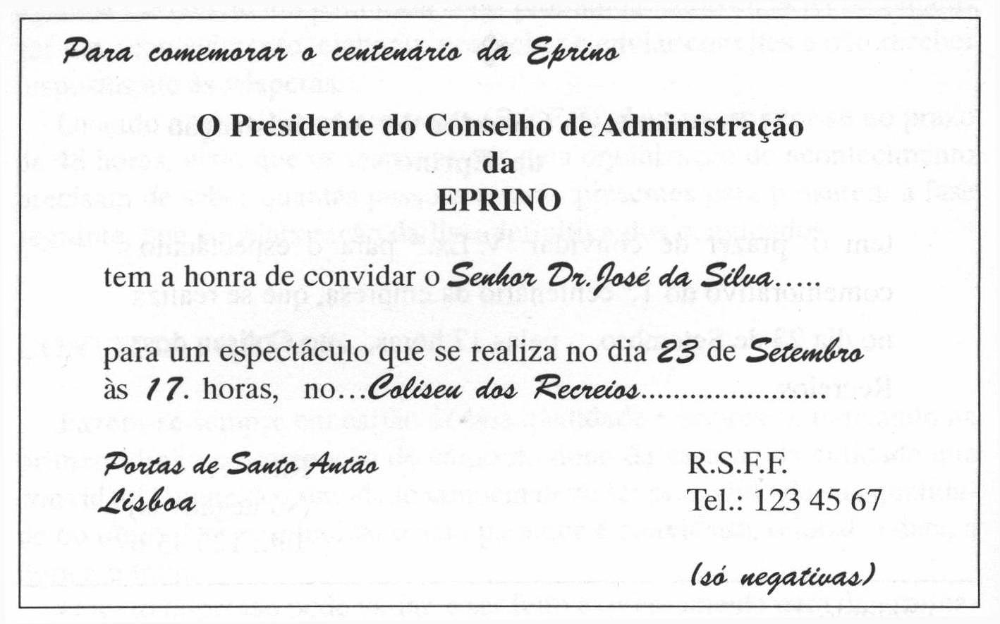 Para comemorar o centenário da Eprino
O Presidente do Conselho de Administração
da
EPRINO
tem a honra de convidar o Senhor Dr. José da Silva.....
para um espectáculo que se realiza no dia 23 de Setembro
às 17. horas, no...Coliseu dos Recreios.......................
Portas de Santo Antão
Lisboa
R.S.F.F.
Tel.: 123 45 67
(só negativas)